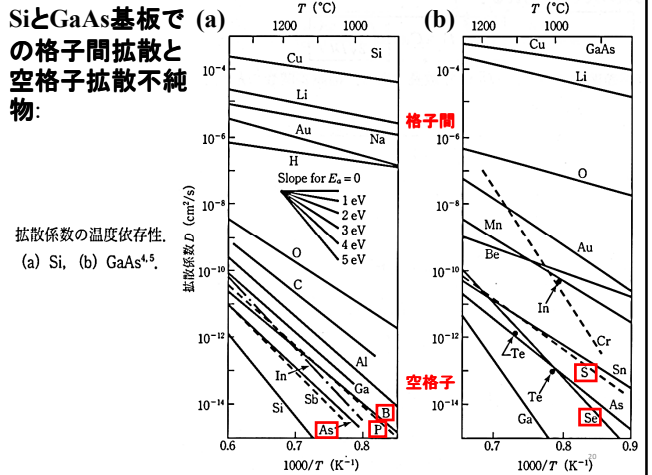 SiとGaAs基板で
の格子間拡散と
空格子拡散不純
物:
拡散係数の温度依存性.
(a) Si, (b) GaAs4,5.
(a)
T (°C)
1200
1000
Si
Cu
Li
Na
Au
H
Slope for Ea=0
1 eV
2 eV
3 eV
4 eV
5 eV
O
C
Al
Ga
In
Sb
Si
As
P
B
拡散係数 D (cm²/s)
10⁻⁴
10⁻⁶
10⁻⁸
10⁻¹⁰
10⁻¹²
10⁻¹⁴
0.6
0.7
0.8
1000/T (K⁻¹)
格子間
空格子
(b)
T (°C)
1200
1000
GaAs
Cu
Li
O
Mn
Au
Be
In
Cr
Te
Te
S
Sn
As
Se
Ga
10⁻⁴
10⁻⁶
10⁻⁸
10⁻¹⁰
10⁻¹²
10⁻¹⁴
0.7
0.8
0.9
1000/T (K⁻¹)
20